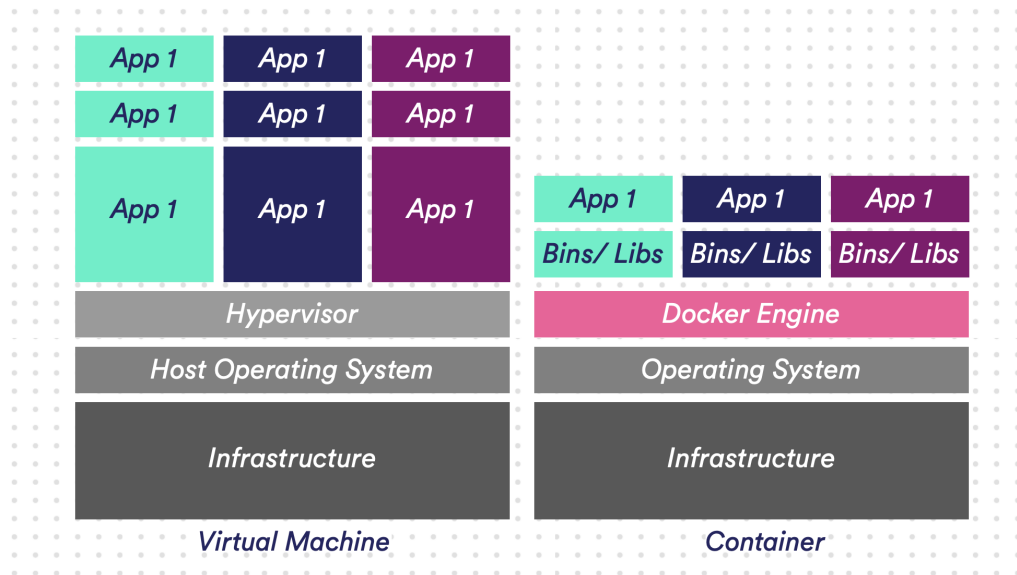 App 1 App 1 App 1
App 1 App 1 App 1
App 1 App 1 App 1
Hypervisor
Host Operating System
Infrastructure
Virtual Machine
App 1 App 1 App 1
Bins/ Libs Bins/ Libs Bins/ Libs
Docker Engine
Operating System
Infrastructure
Container